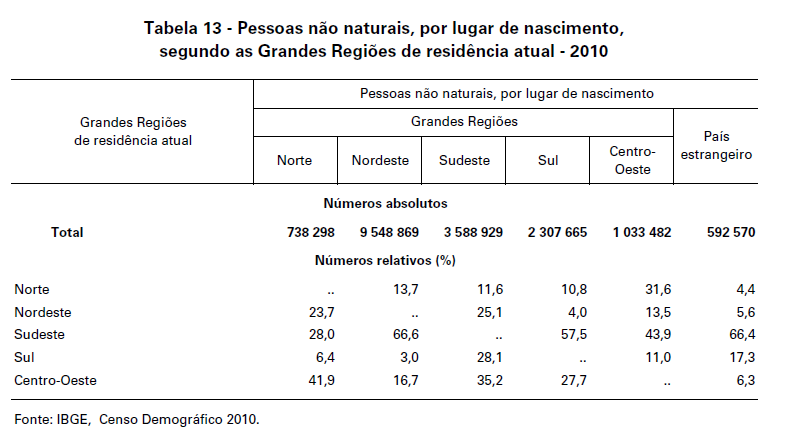 Tabela 13 - Pessoas não naturais, por lugar de nascimento,
segundo as Grandes Regiões de residência atual - 2010
Grandes Regiões
de residência atual
Pessoas não naturais, por lugar de nascimento
Grandes Regiões
País
estrangeiro
Norte Nordeste Sudeste Sul Centro-
Oeste
Números absolutos
Total 738 298 9 548 869 3 588 929 2 307 665 1 033 482 592 570
Números relativos (%)
Norte .. 13,7 11,6 10,8 31,6 4,4
Nordeste 23,7 .. 25,1 4,0 13,5 5,6
Sudeste 28,0 66,6 .. 57,5 43,9 66,4
Sul 6,4 3,0 28,1 .. 11,0 17,3
Centro-Oeste 41,9 16,7 35,2 27,7 .. 6,3
Fonte: IBGE, Censo Demográfico 2010.